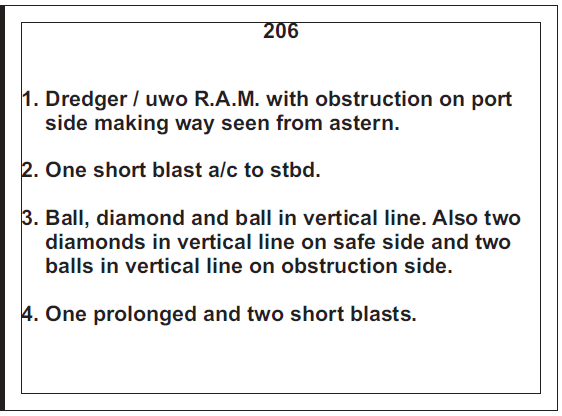 206
1. Dredger / uwo R.A.M. with obstruction on port
side making way seen from astern.
2. One short blast a/c to stbd.
3. Ball, diamond and ball in vertical line. Also two
diamonds in vertical line on safe side and two
balls in vertical line on obstruction side.
4. One prolonged and two short blasts.